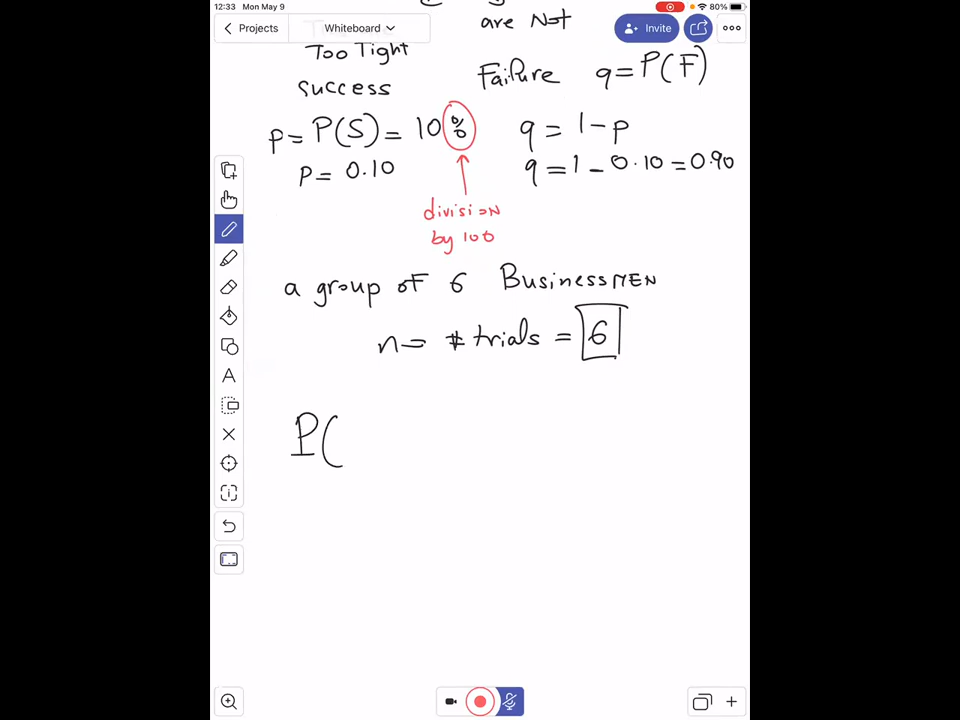 12:33 Mon May 9
80%
Projects
Whiteboard
Invite
are Not
Too Tight
Success
Failure q=P(F)
p= P(S)= 10%
q = 1-p
p= 0.10
q=1-0.10=0.90
division
by 100
a group of 6 BusinessMEN
n= # trials = 6
P(
A